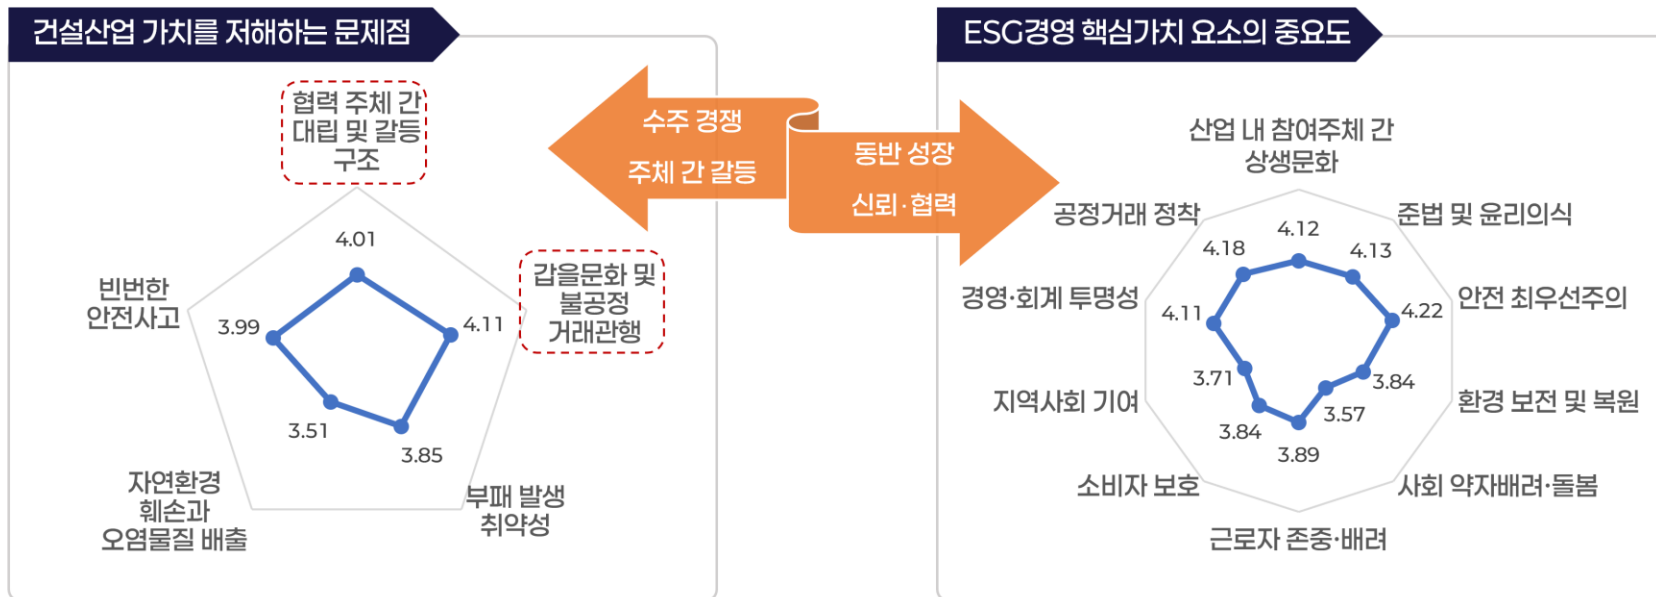 건설산업 가치를 저해하는 문제점
협력 주체 간
대립 및 갈등
구조
4.01
갑을문화 및
불공정
거래관행
4.11
빈번한
안전사고
3.99
3.51
3.85
자연환경
훼손과
오염물질 배출
부패 발생
취약성
수주 경쟁
주체 간 갈등
동반 성장
신뢰·협력
ESG경영 핵심가치 요소의 중요도
산업 내 참여주체 간
상생문화
공정거래 정착
준법 및 윤리의식
4.12
4.18
4.13
경영·회계 투명성
안전 최우선주의
4.11
4.22
3.71
3.84
지역사회 기여
환경 보전 및 복원
3.57
3.84
3.89
소비자 보호
사회 약자배려·돌봄
근로자 존중·배려